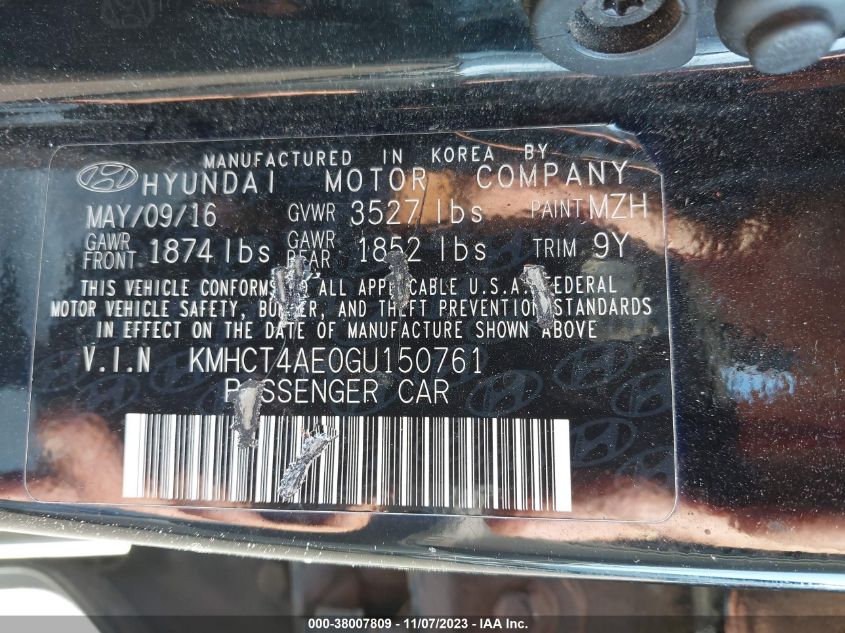 MANUFACTURED IN KOREA BY
HYUNDAI MOTOR COMPANY
MAY/09/16 GVWR 3527 lbs PAINT MZH
GAWR FRONT 1874 lbs GAWR REAR 1852 lbs TRIM 9Y
THIS VEHICLE CONFORMS TO ALL APPLICABLE U.S.A. FEDERAL
MOTOR VEHICLE SAFETY, BUMPER, AND THEFT PREVENTION STANDARDS
IN EFFECT ON THE DATE OF MANUFACTURE SHOWN ABOVE
V.I.N KMHCT4AE0GU150761
PASSENGER CAR
000-38007809 - 11/07/2023 - IAA Inc.